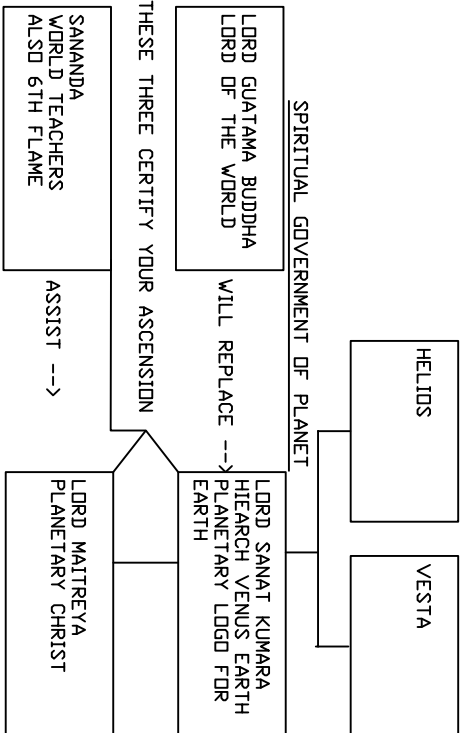 HELIOS
VESTA
SPIRITUAL GOVERNMENT OF PLANET
LORD GUATAMA BUDDHA
LORD OF THE WORLD
WILL REPLACE -->
LORD SANAT KUMARA
HIEARCH VENUS EARTH
PLANETARY LOGO FOR
EARTH
THESE THREE CERTIFY YOUR ASCENSION
SANANDA
WORLD TEACHERS
ALSO 6TH FLAME
ASSIST -->
LORD MAITREYA
PLANETARY CHRIST